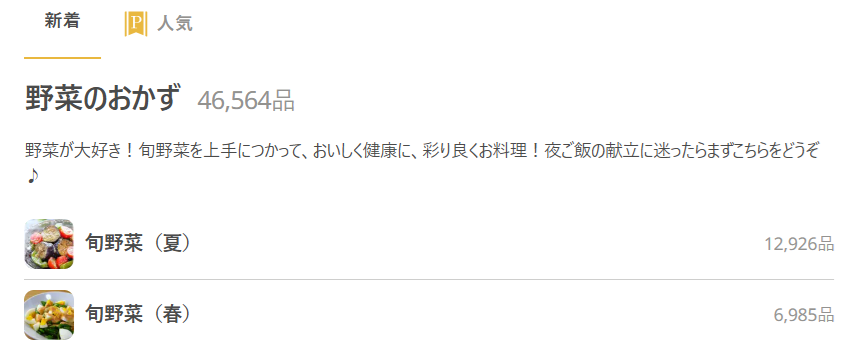 新着
P 人気
野菜のおかず 46,564品
野菜が大好き！旬野菜を上手につかって、おいしく健康に、彩り良くお料理！夜ご飯の献立に迷ったらまずこちらをどうぞ
♪
旬野菜（夏） 12,926品
旬野菜（春） 6,985品